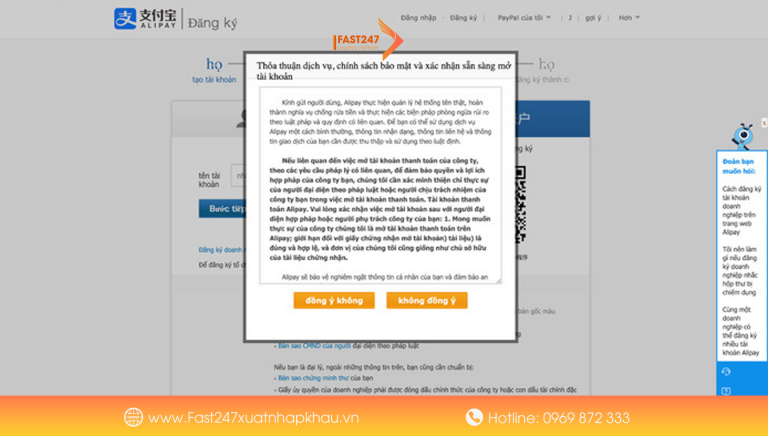 支付宝
ALIPAY
Đăng ký
Đăng nhập - Đăng ký | PayPal của tôi | J | gợi ý | Hơn
FAST247
họ
tạo tài khoản
họ
đăng ký thành c
Thỏa thuận dịch vụ, chính sách bảo mật và xác nhận sẵn sàng mở
tài khoản
Kính gửi người dùng, Alipay thực hiện quản lý hệ thống tên thật, hoàn
thành nghĩa vụ chống rửa tiền và thực hiện các biện pháp phòng ngừa rủi ro
theo luật pháp và quy định có liên quan. Để bạn có thể sử dụng dịch vụ
Alipay một cách bình thường, thông tin nhận dạng, thông tin liên hệ và thông
tin giao dịch của bạn cần được thu thập và sử dụng theo luật định.
Nếu liên quan đến việc mở tài khoản thanh toán của công ty,
theo các yêu cầu pháp lý có liên quan, để đảm bảo quyền và lợi ích
hợp pháp của công ty bạn, chúng tôi cần xác minh thiện chí thực sự
của người đại diện theo pháp luật hoặc người chịu trách nhiệm của
công ty bạn trong việc mở tài khoản thanh toán. Tài khoản thanh
toán Alipay. Vui lòng xác nhận việc mở tài khoản sau với người đại
diện hợp pháp hoặc người phụ trách công ty của bạn: 1. Mong muốn
thực sự của công ty chúng tôi là mở tài khoản thanh toán trên
Alipay; giới hạn đối với giấy chứng nhận mở tài khoản) tài liệu) là
đúng và hợp lệ, và đơn vị của chúng tôi cũng giống như chủ sở hữu
của tài liệu chứng nhận.
Alipay sẽ bảo vệ nghiêm ngặt thông tin cá nhân của bạn và đảm bảo an
đồng ý không
không đồng ý
tên tài
khoản
Bước tiếp
户
ng ký
程序
Đăng ký doanh n
Để đăng ký tổ ch
bản gốc màu
• Bản sao CMND của người đại diện theo pháp luật
Nếu bạn là đại lý, ngoài những thông tin trên, bạn cũng cần chuẩn bị:
• Bản sao chứng minh thư của bạn
• Giấy ủy quyền của doanh nghiệp phải được đóng dấu chính thức của công ty hoặc con dấu tài chính đặc
Đoán bạn
muốn hỏi:
Cách đăng
ký tài khoản
doanh
nghiệp trên
trang web
Alipay
Tôi nên làm
gì nếu đăng
ký doanh
nghiệp nhắc
hộp thư bị
chiếm dụng
Cùng một
doanh
nghiệp có
thể đăng ký
nhiều tài
khoản Alipay
www.Fast247xuatnhapkhau.vn
Hotline: 0969 872 333